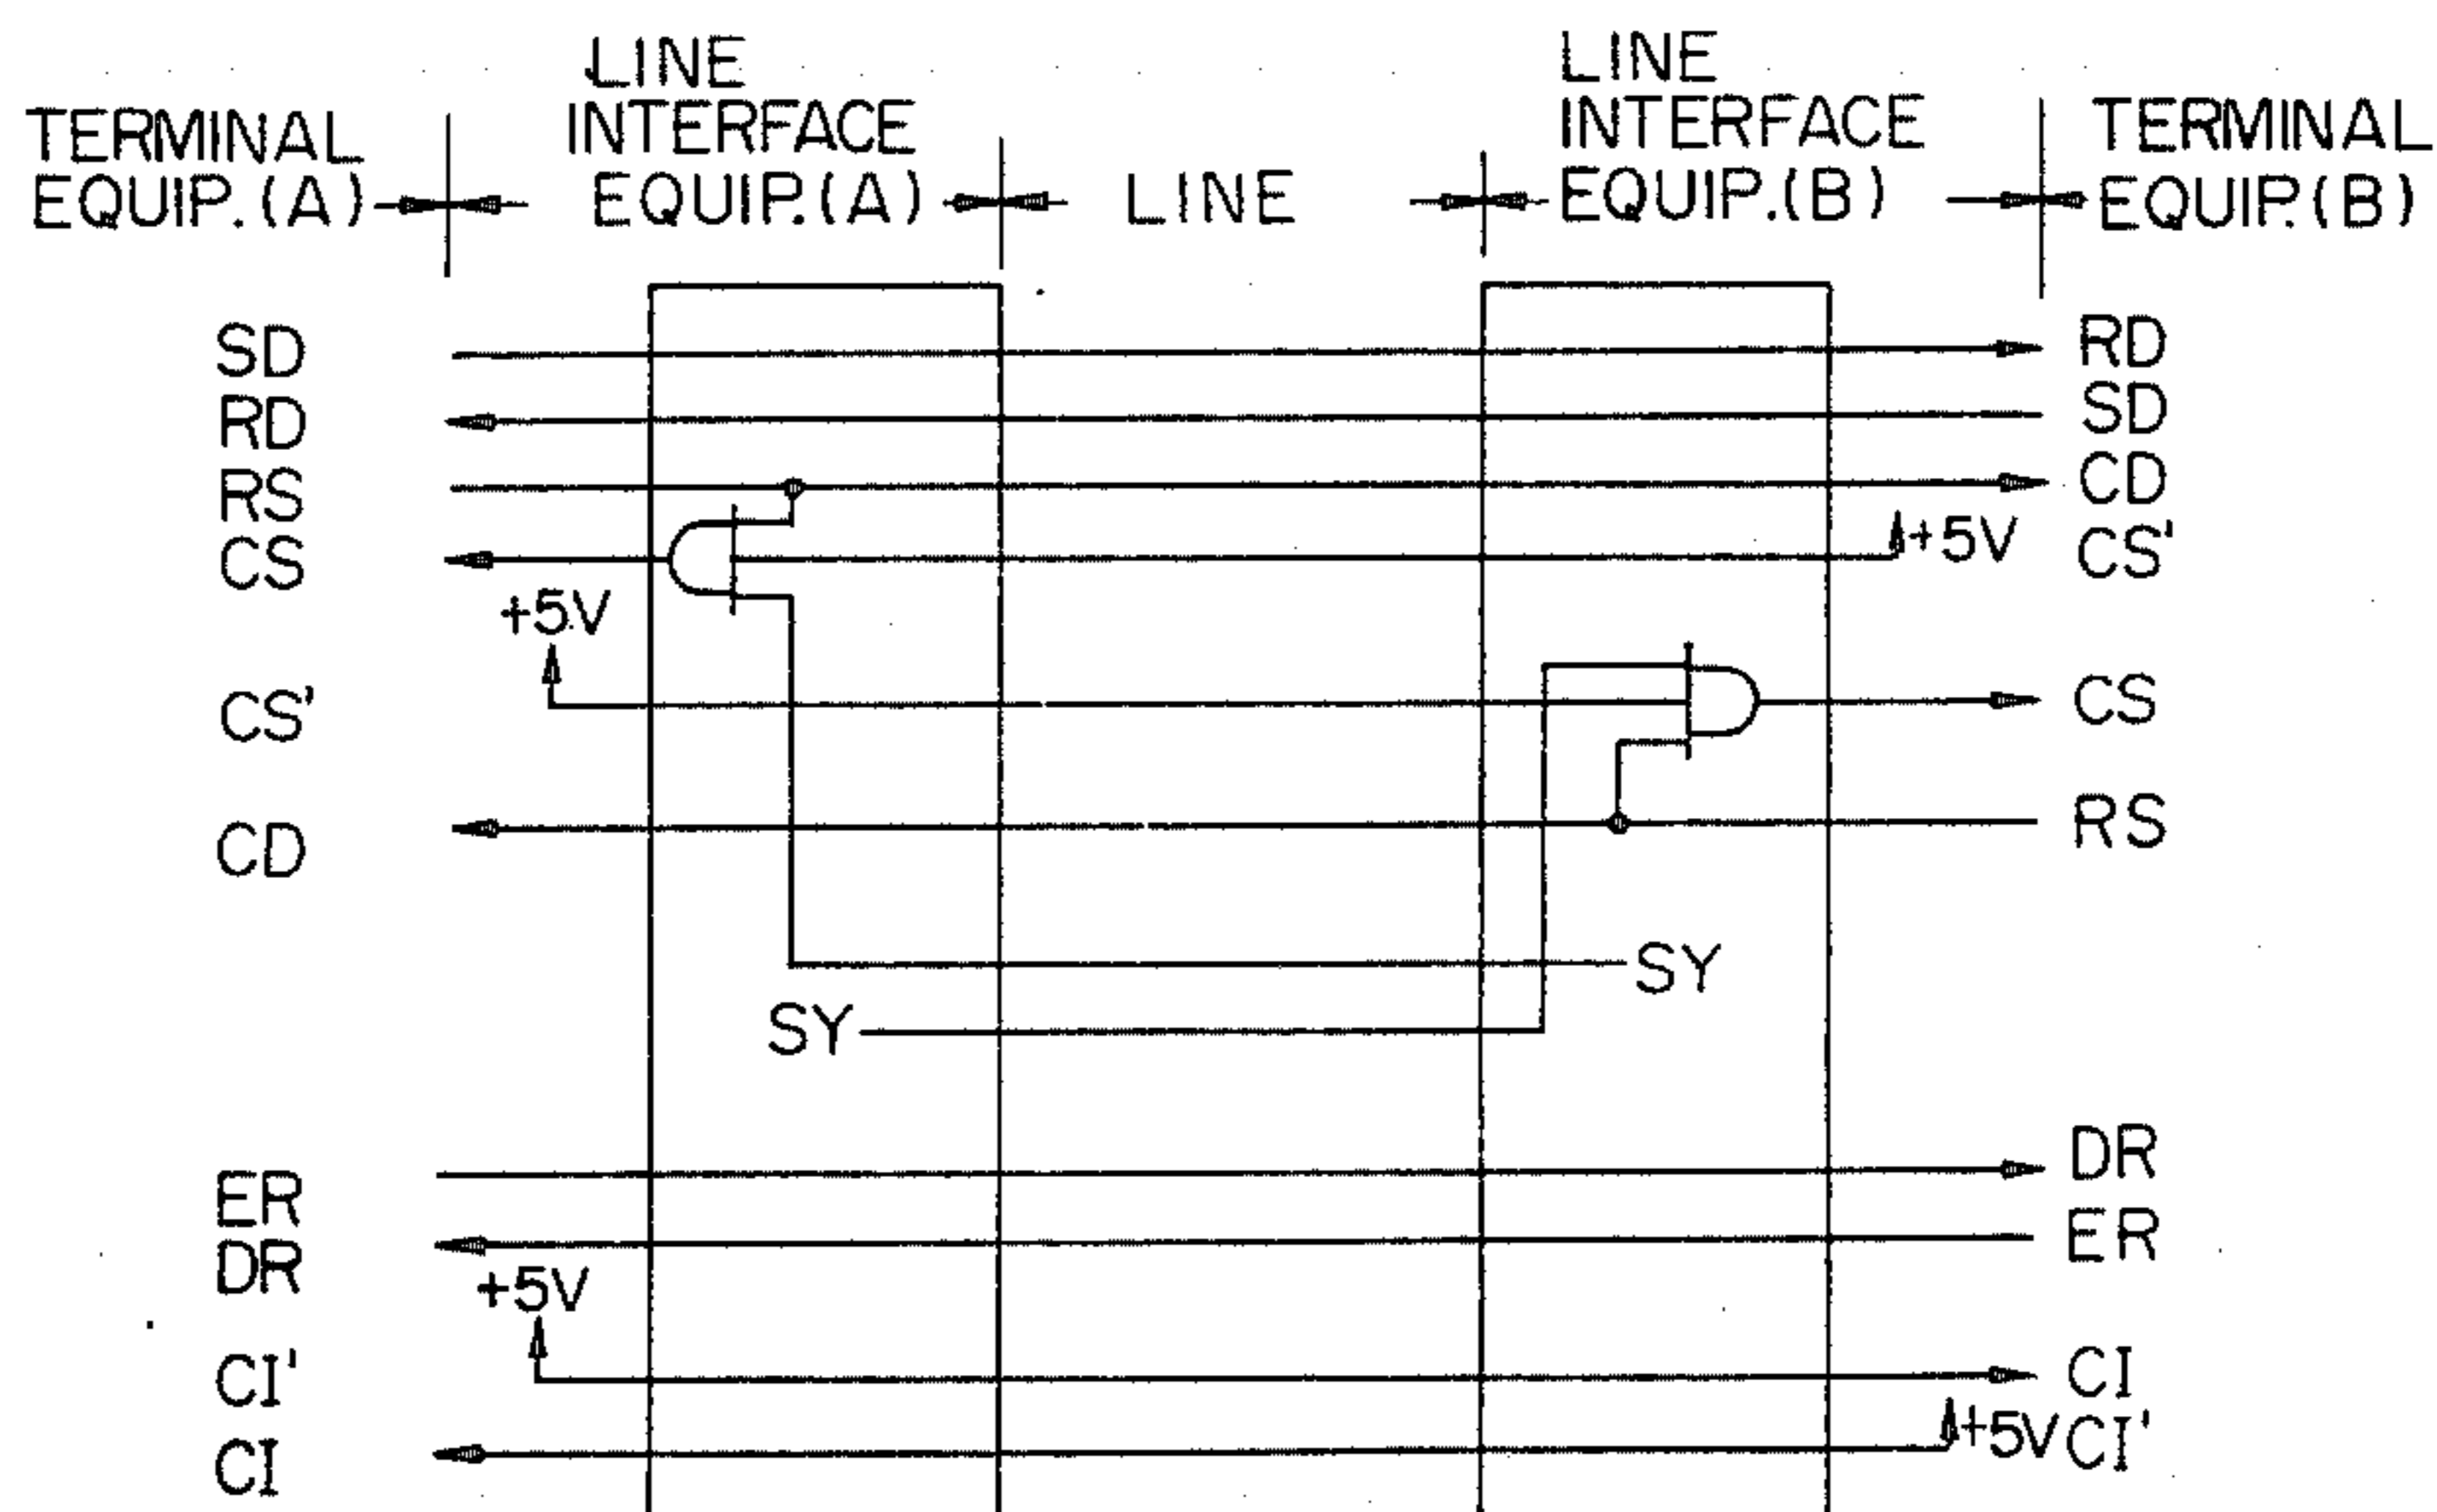 TERMINAL
EQUIP.(A)
LINE
INTERFACE
EQUIP.(A)
LINE
LINE
INTERFACE
EQUIP.(B)
TERMINAL
EQUIP.(B)
SD
RD
RD
SD
RS
CD
CS
+5V
CS'
+5V
CS'
CS
CD
RS
SY
SY
ER
DR
DR
ER
+5V
CI'
CI
CI
+5V
CI'